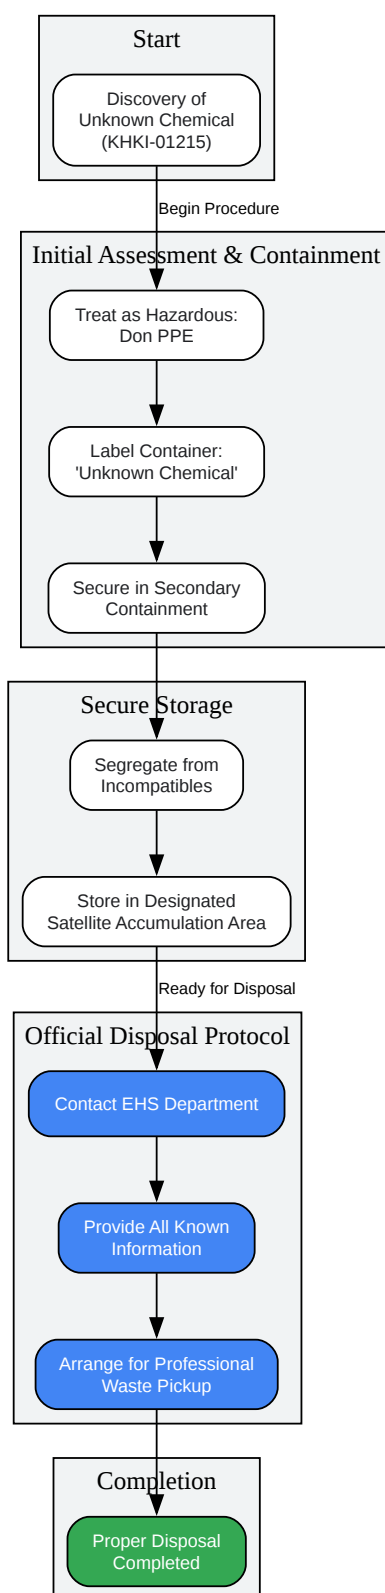 Start
Discovery of
Unknown Chemical
(KHKI-01215)
Begin Procedure
Initial Assessment & Containment
Treat as Hazardous:
Don PPE
Label Container:
'Unknown Chemical'
Secure in Secondary
Containment
Secure Storage
Segregate from
Incompatibles
Store in Designated
Satellite Accumulation Area
Ready for Disposal
Official Disposal Protocol
Contact EHS Department
Provide All Known
Information
Arrange for Professional
Waste Pickup
Completion
Proper Disposal
Completed